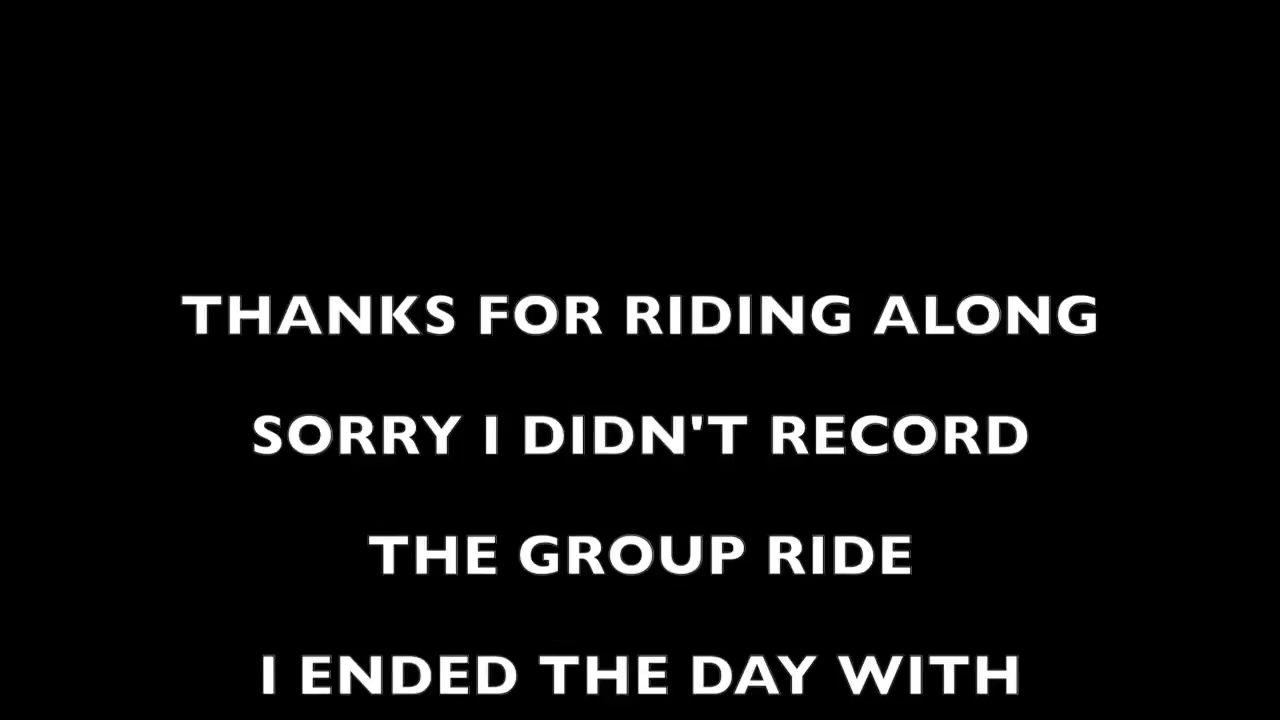 THANKS FOR RIDING ALONG
SORRY I DIDN'T RECORD
THE GROUP RIDE
I ENDED THE DAY WITH